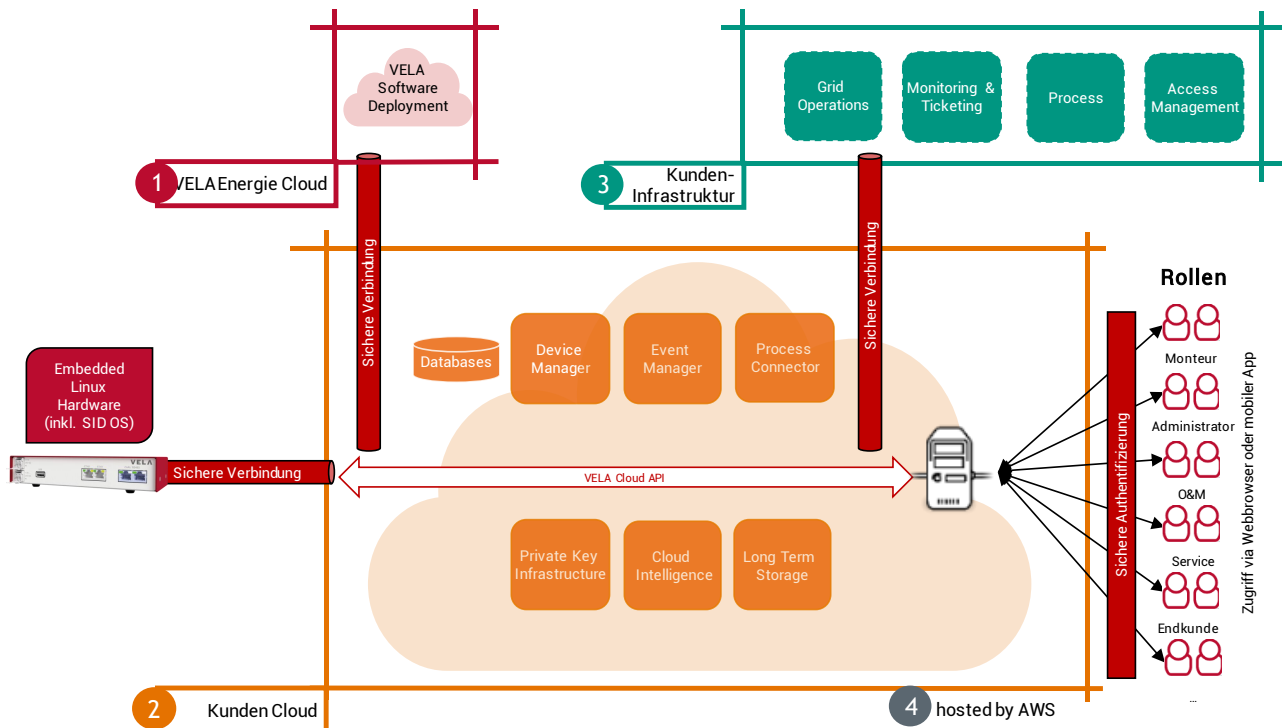 VELA
Software
Deployment
1
VELA Energie Cloud
Grid
Operations
Monitoring &
Ticketing
Process
Access
Management
3
Kunden-
Infrastruktur
Sichere Verbindung
Sichere Verbindung
Embedded
Linux
Hardware
(inkl. SID OS)
VELA
Sichere Verbindung
Databases
Device
Manager
Event
Manager
Process
Connector
VELA Cloud API
Private Key
Infrastructure
Cloud
Intelligence
Long Term
Storage
Rollen
Sichere Authentifizierung
Monteur
Administrator
O&M
Service
Endkunde
...
Zugriff via Webbrowser oder mobiler App
2
Kunden Cloud
4
hosted by AWS